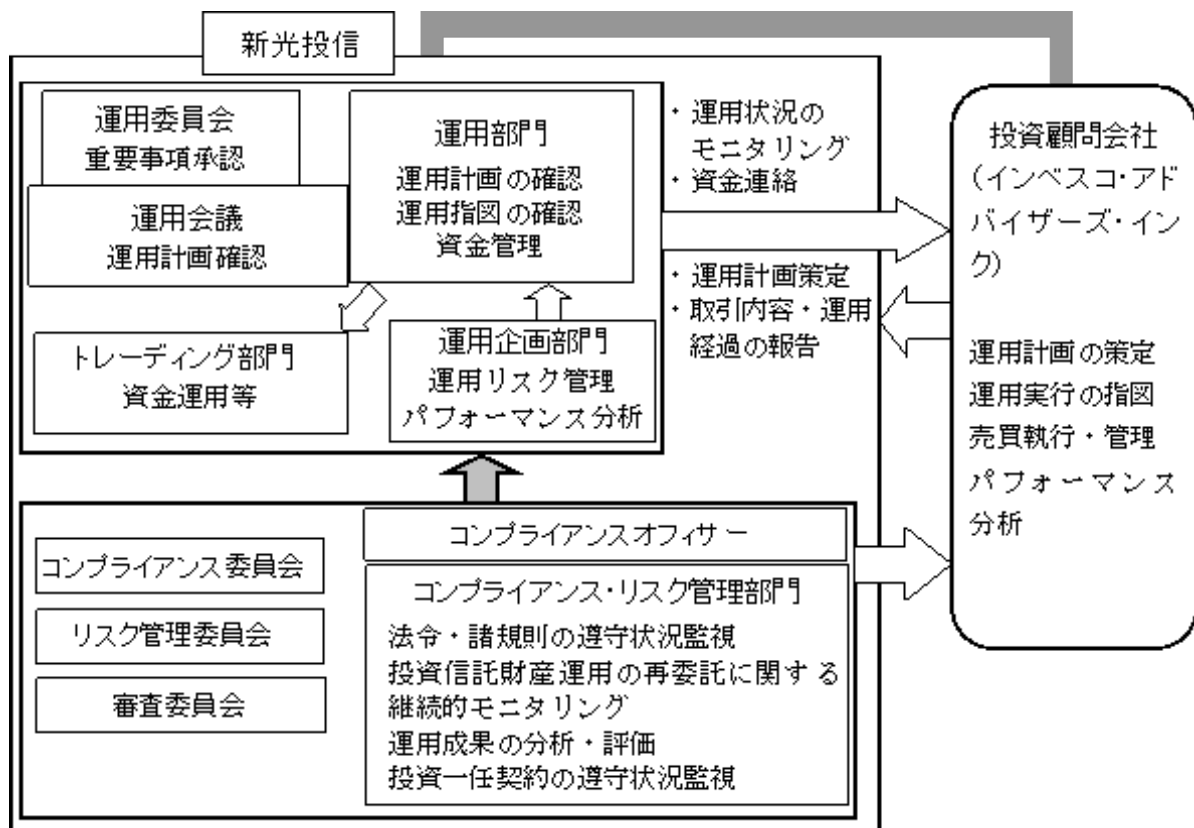 新光投信
運用委員会
重要事項承認
運用会議
運用計画確認
運用部門
運用計画の確認
運用指図の確認
資金管理
トレーディング部門
資金運用等
運用企画部門
運用リスク管理
パフォーマンス分析
・運用状況の
モニタリング
・資金連絡
・運用計画策定
・取引内容・運用
経過の報告
投資顧問会社
(インベスコ・アド
バイザーズ・イン
ク)
運用計画の策定
運用実行の指図
売買執行・管理
パフォーマンス
分析
コンプライアンス委員会
リスク管理委員会
審査委員会
コンプライアンスオフィサー
コンプライアンス・リスク管理部門
法令・諸規則の遵守状況監視
投資信託財産運用の再委託に関する
継続的モニタリング
運用成果の分析・評価
投資一任契約の遵守状況監視